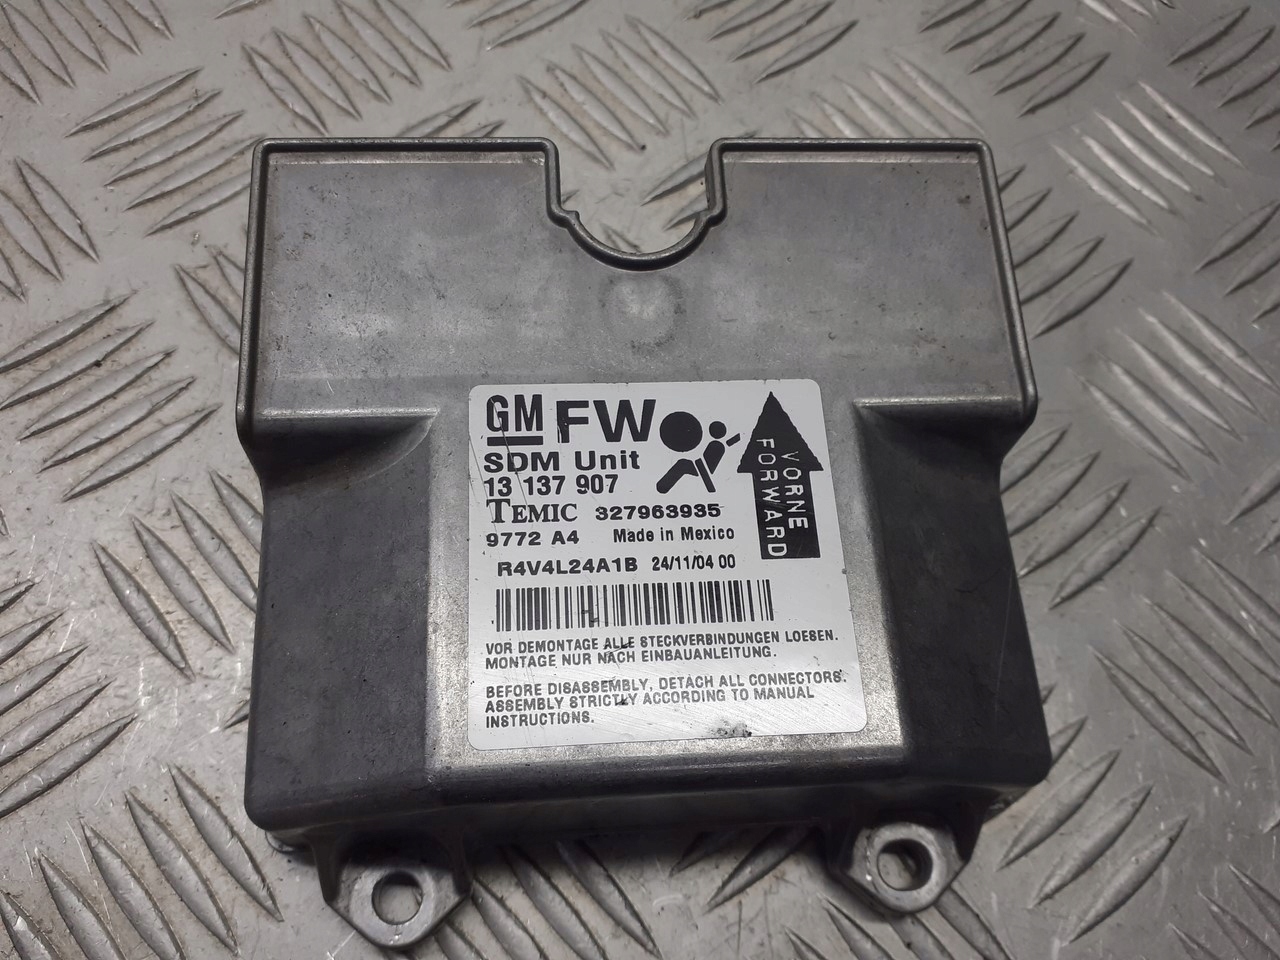 GM FW
SDM Unit
13 137 907
TEMIC 327963935
9772 A4 Made in Mexico
R4V4L24A1B 24/11/04 00
VORNE
FORWARD
VOR DEMONTAGE ALLE STECKVERBINDUNGEN LOESEN.
MONTAGE NUR NACH EINBAUANLEITUNG.
BEFORE DISASSEMBLY, DETACH ALL CONNECTORS.
ASSEMBLY STRICTLY ACCORDING TO MANUAL
INSTRUCTIONS.